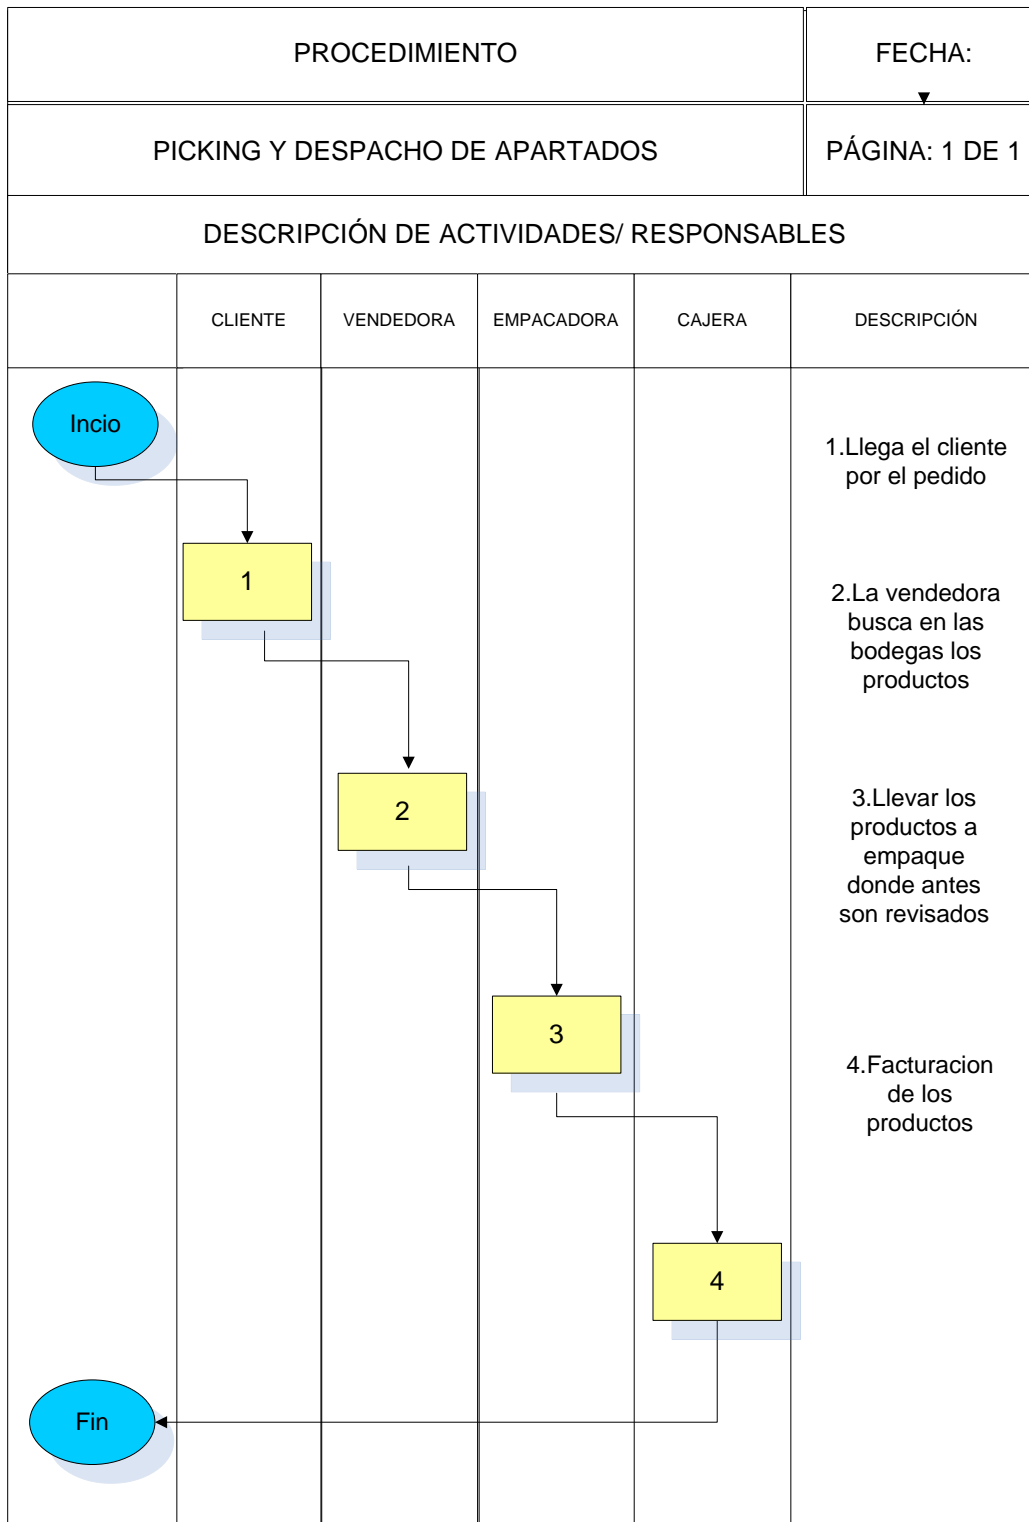 PROCEDIMIENTO
FECHA:
PICKING Y DESPACHO DE APARTADOS
PÁGINA: 1 DE 1
DESCRIPCIÓN DE ACTIVIDADES/ RESPONSABLES
CLIENTE
VENDEDORA
EMPACADORA
CAJERA
DESCRIPCIÓN
Incio
1.Llega el cliente
por el pedido
1
2.La vendedora
busca en las
bodegas los
productos
2
3.Llevar los
productos a
empaque
donde antes
son revisados
3
4.Facturacion
de los
productos
4
Fin